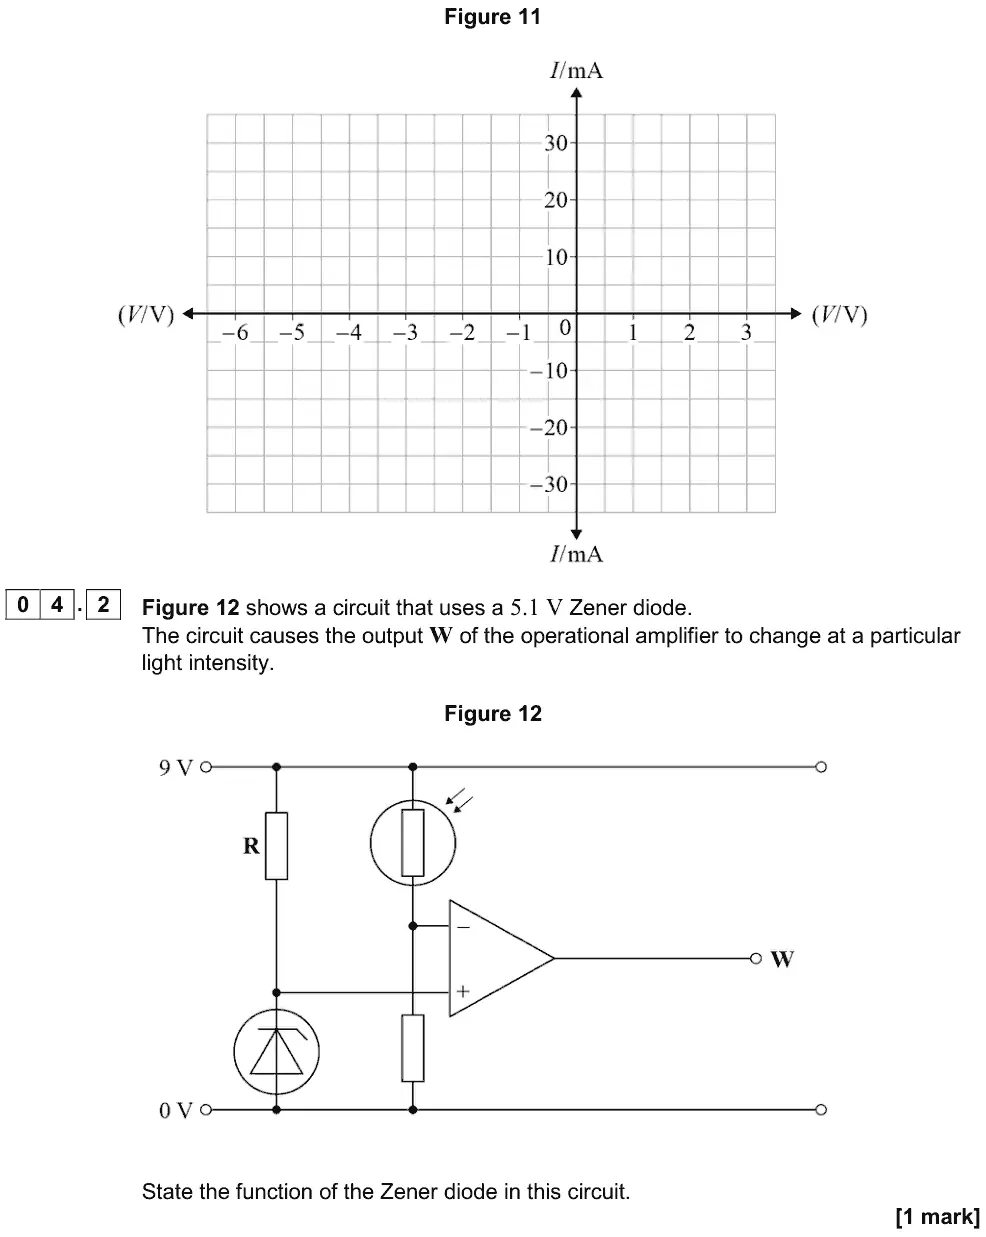 Figure 11
I/mA
30
20
10
(V/V) −6 −5 −4 −3 −2 −1 0 1 2 3 (V/V)
−10
−20
−30
I/mA
0 4 . 2 Figure 12 shows a circuit that uses a 5.1 V Zener diode.
The circuit causes the output W of the operational amplifier to change at a particular
light intensity.
Figure 12
9 V
R
−
W
+
0 V
State the function of the Zener diode in this circuit.
[1 mark]